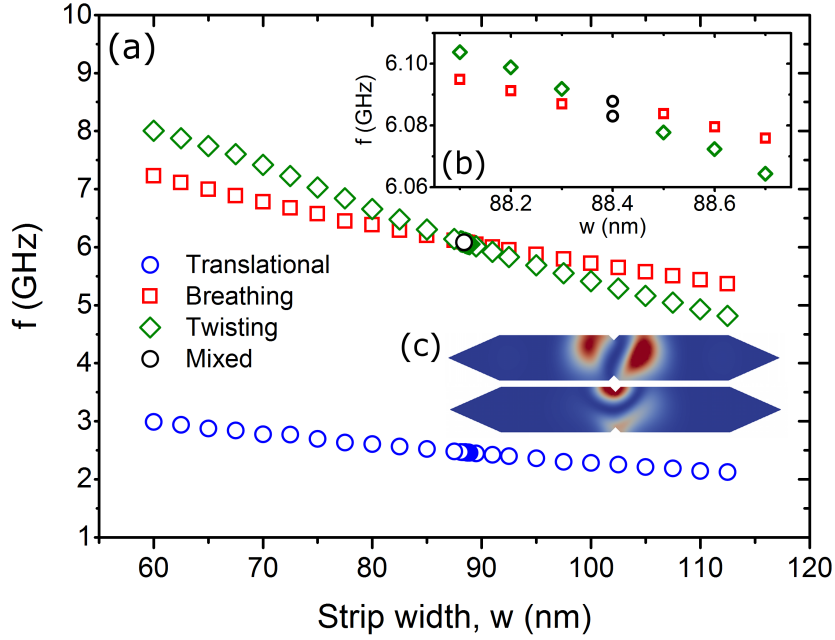 10
9
8
7
6
5
4
3
2
1
f (GHz)
(a)
Translational
Breathing
Twisting
Mixed
6.10
6.08
6.06
f (GHz)
(b)
88.2 88.4 88.6
w (nm)
(c)
60 70 80 90 100 110 120
Strip width, w (nm)